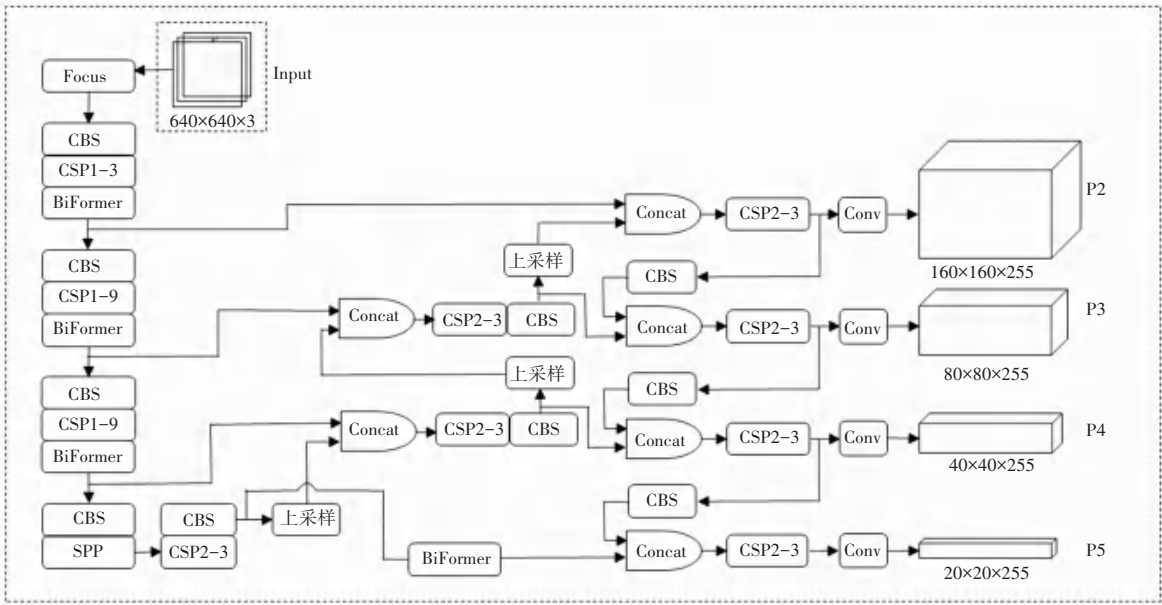 Focus
Input
640×640×3
CBS
CSP1-3
BiFormer
CBS
CSP1-9
BiFormer
CBS
CSP1-9
BiFormer
CBS
SPP
CBS
CSP2-3
上采样
BiFormer
Concat
CSP2-3
CBS
上采样
Concat
CSP2-3
CBS
上采样
Concat
CSP2-3
Conv
P2
160×160×255
CBS
Concat
CSP2-3
Conv
P3
80×80×255
CBS
Concat
CSP2-3
Conv
P4
40×40×255
CBS
Concat
CSP2-3
Conv
P5
20×20×255